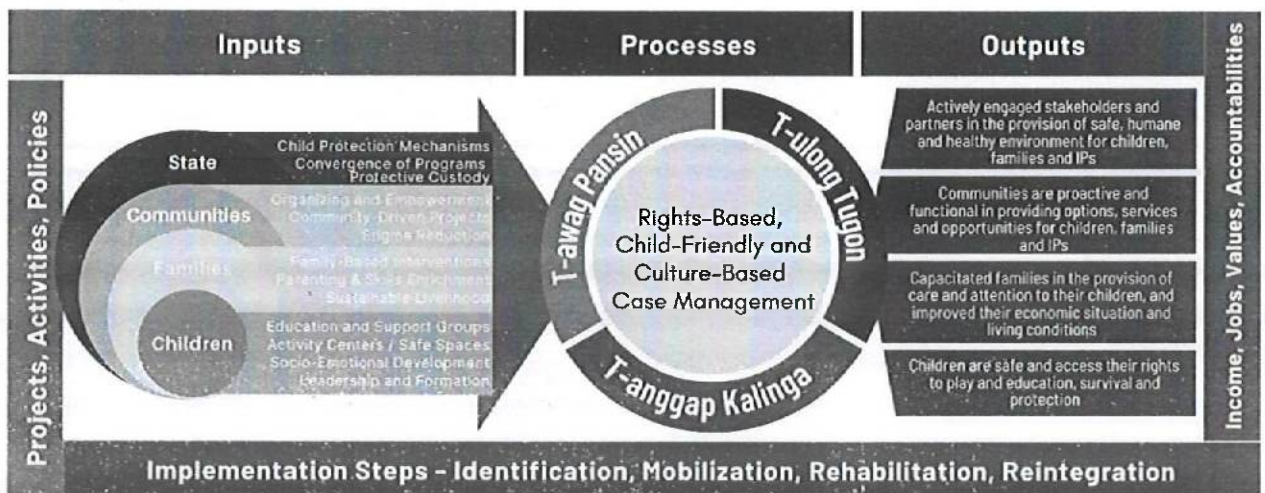 Inputs
Processes
Outputs
Projects, Activities, Policies
State
Child Protection Mechanisms
Convergence of Programs
Protective Custody
Communities
Organizing and Empowerment
Community-Driven Projects
Stigma Reduction
Families
Family-Based Interventions
Parenting & Skills Enrichment
Sustainable Livelihood
Children
Education and Support Groups
Activity Centers / Safe Spaces
Socio-Emotional Development
Leadership and Formation
T-awag Pansin
T-ulong Tugon
T-anggap Kalinga
Rights-Based,
Child-Friendly and
Culture-Based
Case Management
Actively engaged stakeholders and
partners in the provision of safe, humane
and healthy environment for children,
families and IPs
Communities are proactive and
functional in providing options, services
and opportunities for children, families
and IPs
Capacitated families in the provision of
care and attention to their children, and
improved their economic situation and
living conditions
Children are safe and access their rights
to play and education, survival and
protection
Income, Jobs, Values, Accountabilities
Implementation Steps - Identification, Mobilization, Rehabilitation, Reintegration